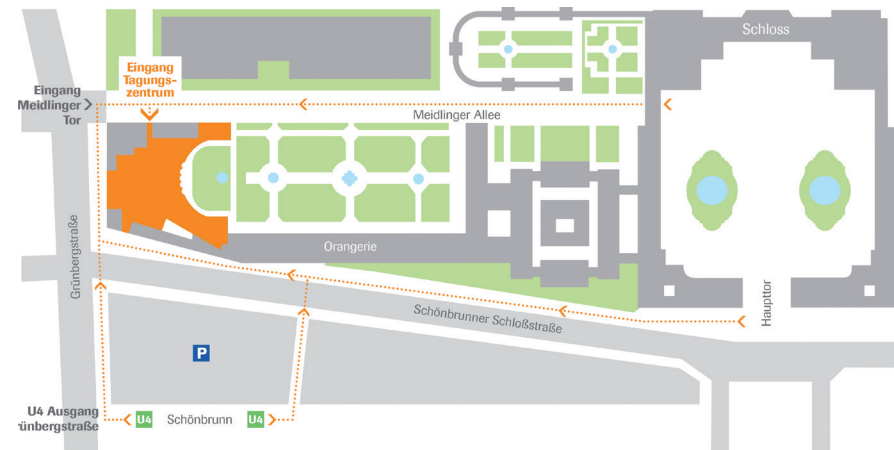 Schloss
Eingang
Tagungs-
zentrum
Eingang
Meidlinger
Tor
Meidlinger Allee
Orangerie
Grünbergstraße
Schönbrunner Schloßstraße
Haupttor
P
U4 Ausgang
ünbergstraße
U4
Schönbrunn
U4